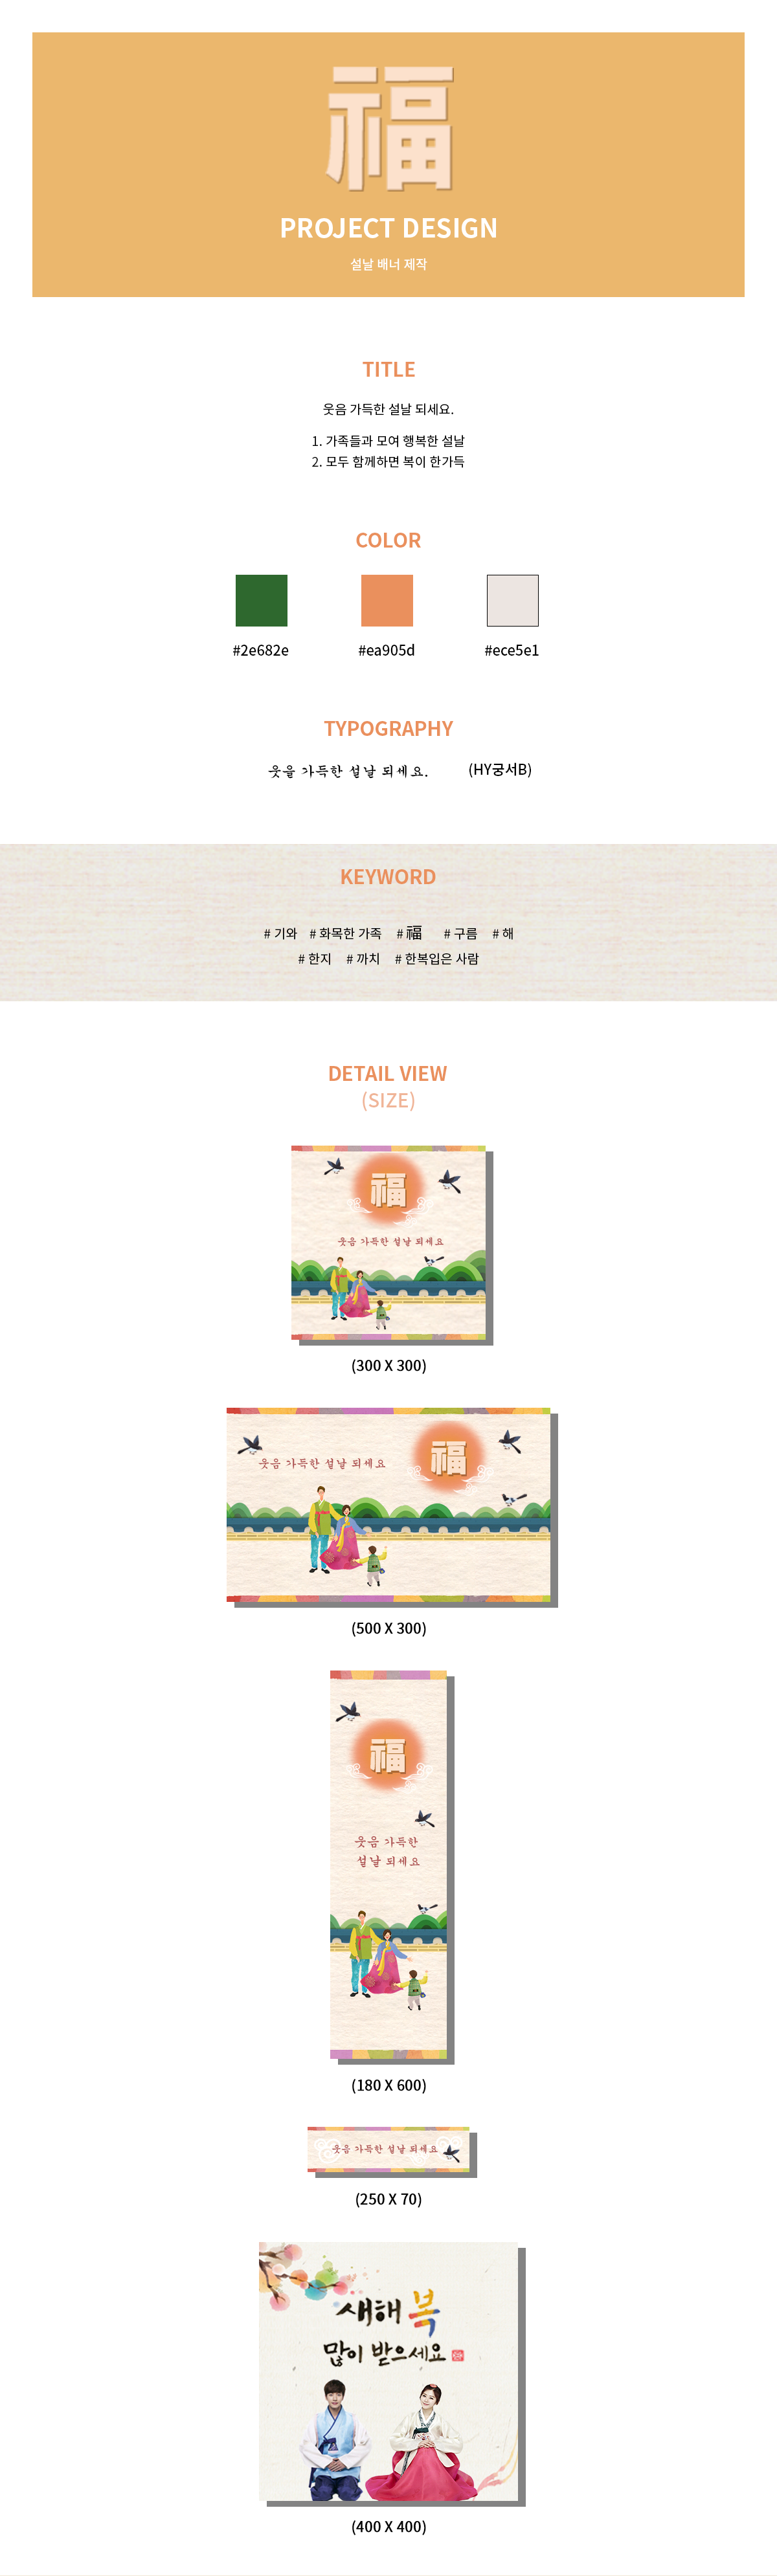 福
PROJECT DESIGN
설날 배너 제작
TITLE
웃음 가득한 설날 되세요.
1. 가족들과 모여 행복한 설날
2. 모두 함께하면 복이 한가득
COLOR
#2e682e #ea905d #ece5e1
TYPOGRAPHY
웃음 가득한 설날 되세요. (HY궁서B)
KEYWORD
# 기와 # 화목한 가족 # 福 # 구름 # 해
# 한지 # 까치 # 한복입은 사람
DETAIL VIEW
(SIZE)
福
웃음 가득한 설날 되세요
(300 X 300)
웃음 가득한 설날 되세요
福
(500 X 300)
福
웃음 가득한
설날 되세요
(180 X 600)
웃음 가득한 설날 되세요
(250 X 70)
새해 복
많이 받으세요
(400 X 400)